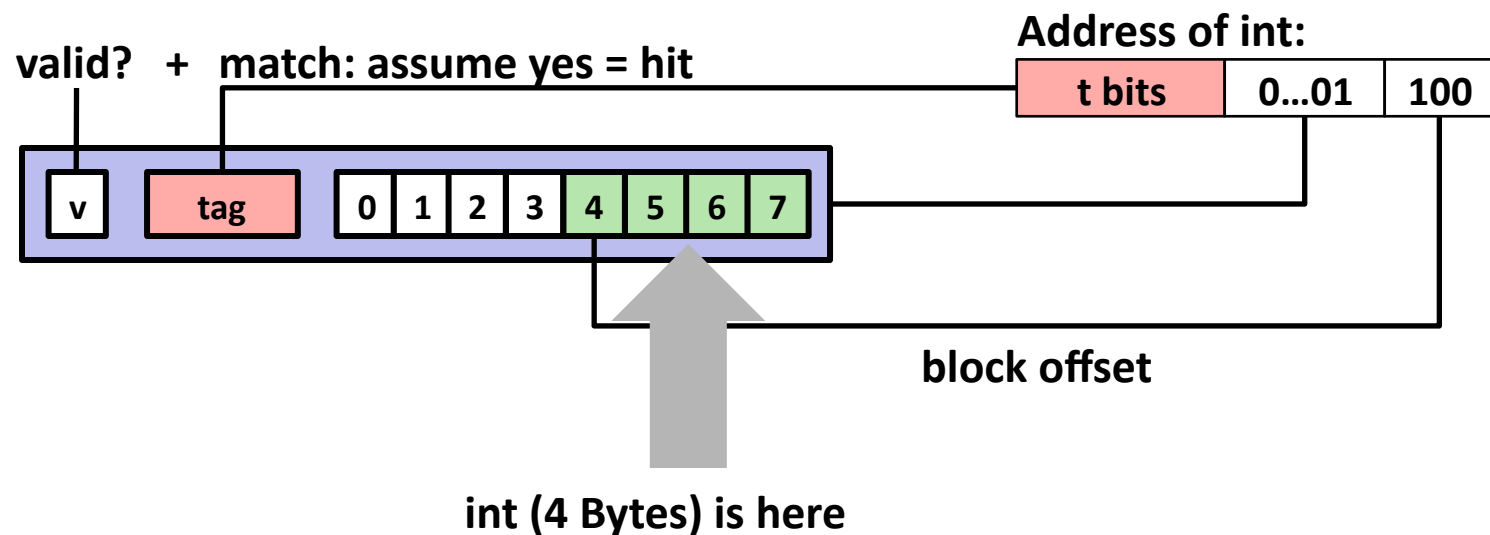 Address of int:
valid? + match: assume yes = hit
t bits 0...01 100
v tag 0 1 2 3 4 5 6 7
block offset
int (4 Bytes) is here